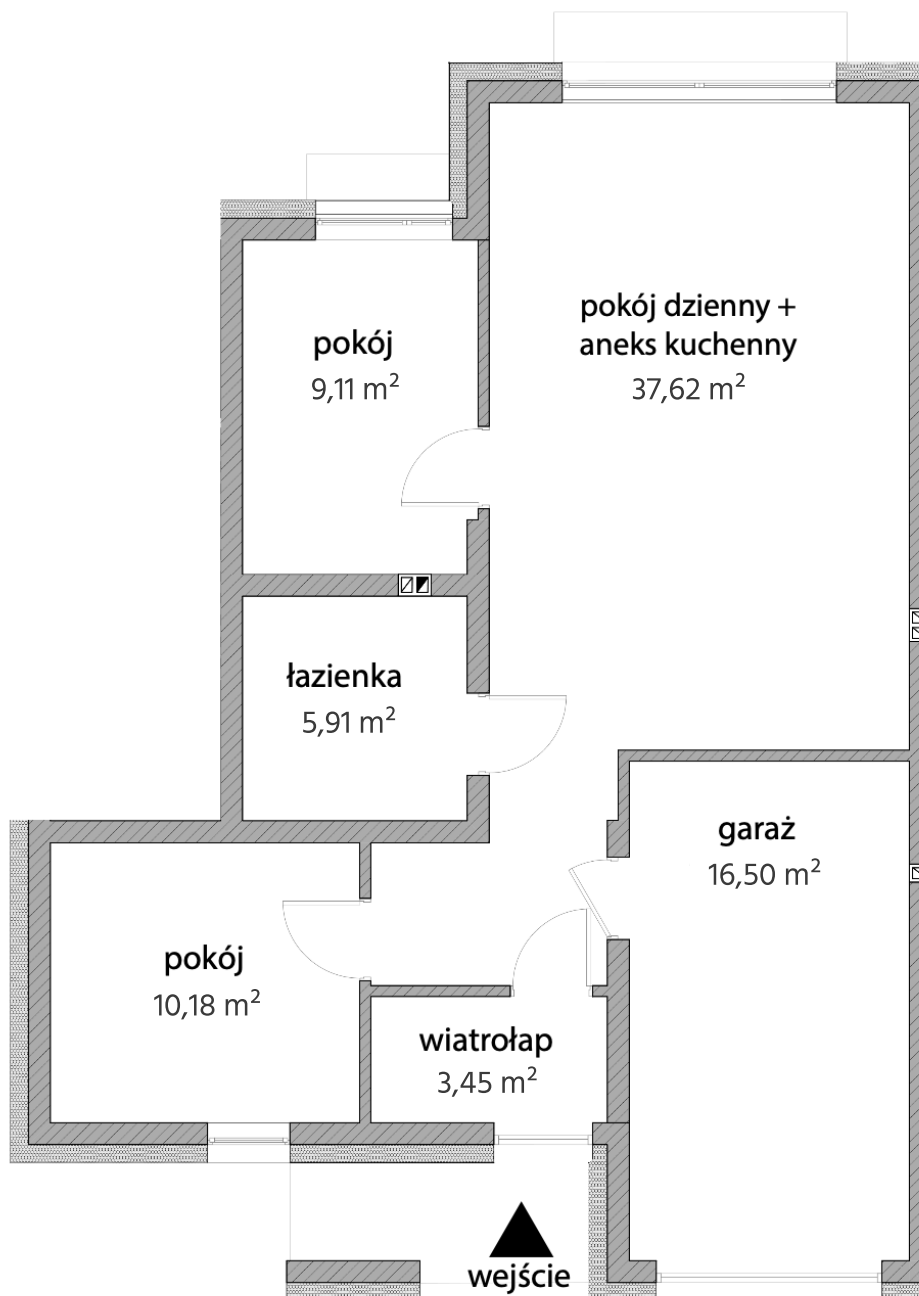 pokój dzienny +
aneks kuchenny
37,62 m²
pokój
9,11 m²
łazienka
5,91 m²
garaż
16,50 m²
pokój
10,18 m²
wiatrołap
3,45 m²
wejście